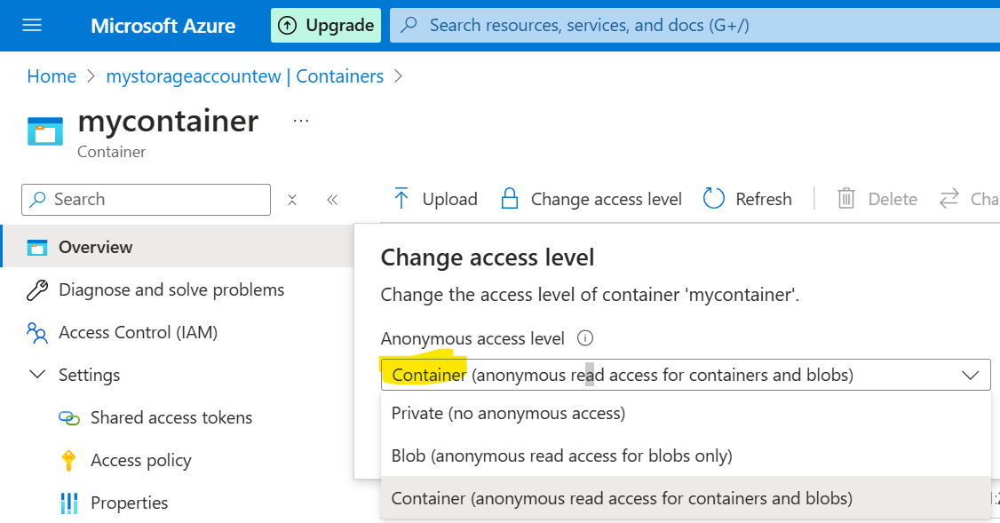 Microsoft Azure Upgrade Search resources, services, and docs (G+/)
Home > mystorageaccountew | Containers >
mycontainer ...
Container
Search
Upload Change access level Refresh Delete
Overview
Change access level
Diagnose and solve problems
Change the access level of container 'mycontainer'.
Access Control (IAM)
Anonymous access level
Settings
Container (anonymous read access for containers and blobs)
Shared access tokens
Private (no anonymous access)
Access policy
Blob (anonymous read access for blobs only)
Properties
Container (anonymous read access for containers and blobs)